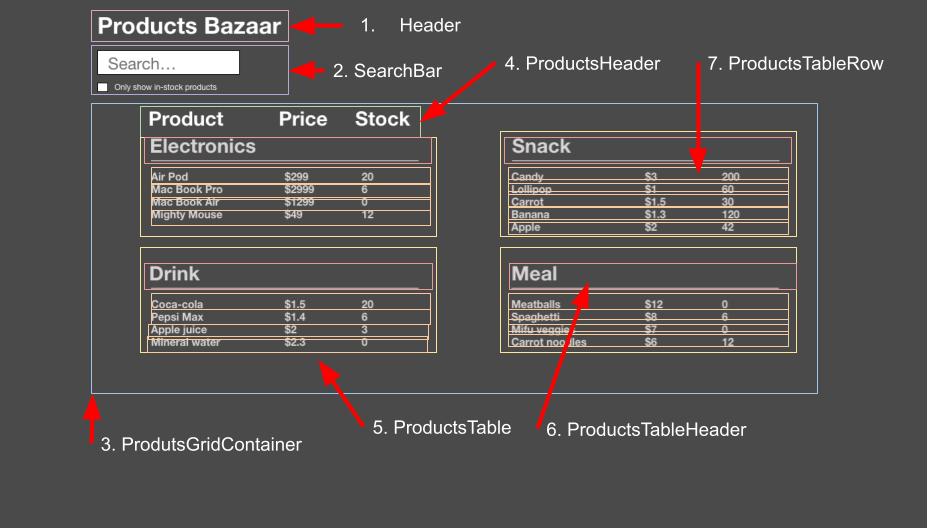 Products Bazaar
1. Header
Search…
2. SearchBar
Only show in-stock products
4. ProductsHeader
7. ProductsTableRow
Product Price Stock
Electronics
Air Pod $299 20
Mac Book Pro $2999 6
Mac Book Air $1299 0
Mighty Mouse $49 12
Snack
Candy $3 200
Lollipop $1 60
Carrot $1.5 30
Banana $1.3 120
Apple $2 42
Drink
Coca-cola $1.5 20
Pepsi Max $1.4 6
Apple juice $2 3
Mineral water $2.3 0
Meal
Meatballs $12 0
Spaghetti $8 6
Mifu veggies $7 0
Carrot noodles $6 12
5. ProductsTable
6. ProductsTableHeader
3. ProdutsGridContainer